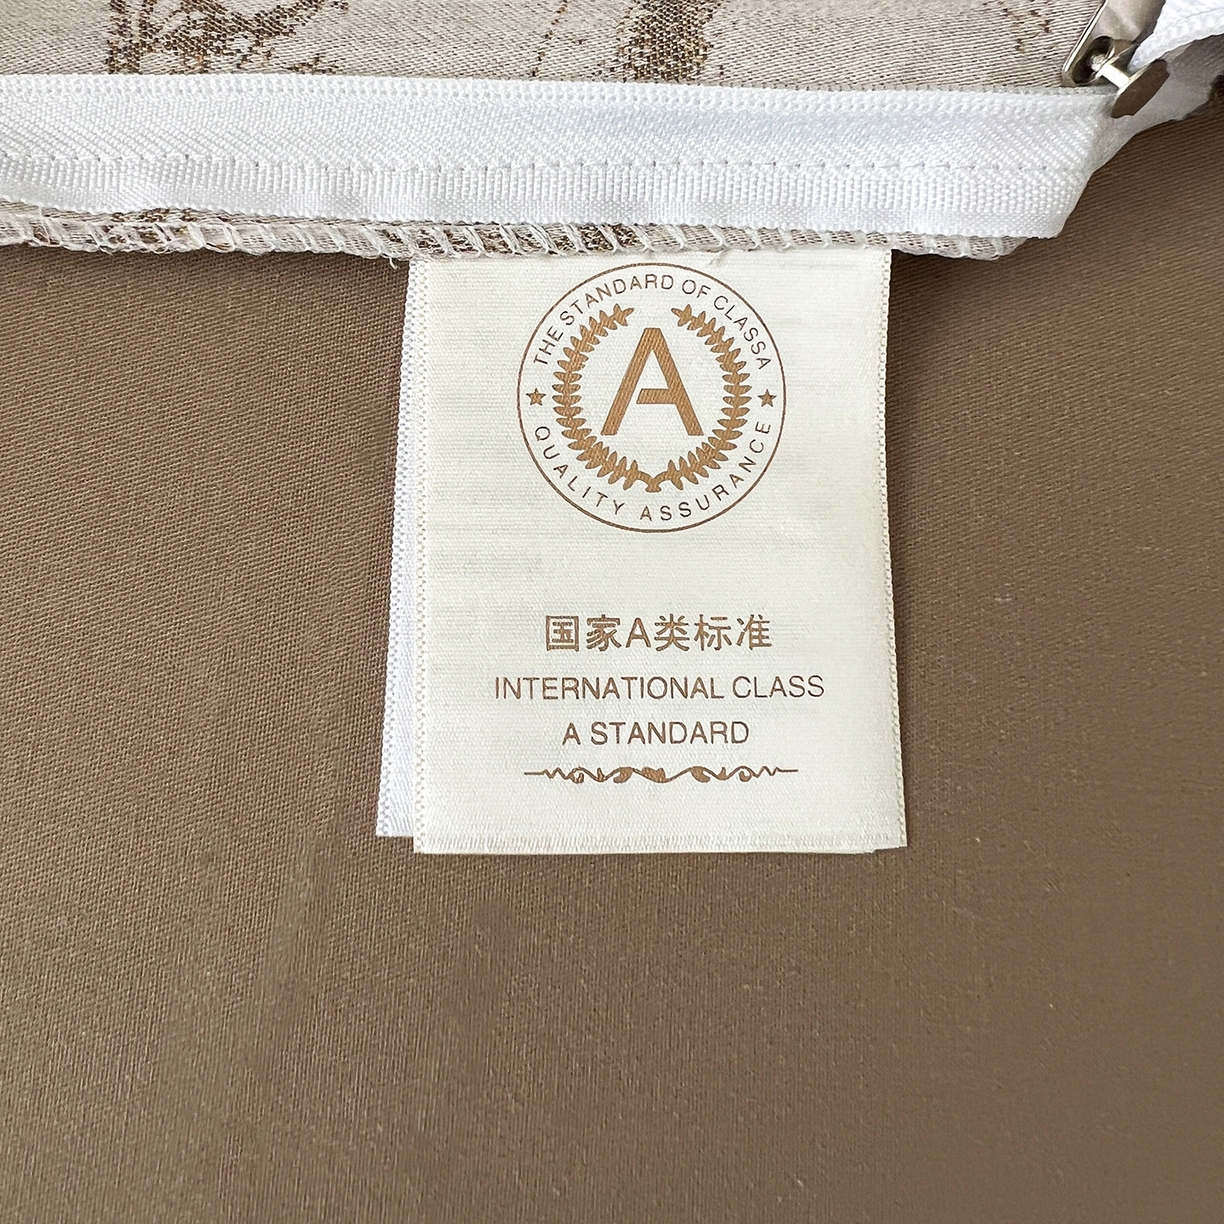 THE STANDARD OF CLASSA
A
QUALITY ASSURANCE
国家A类标准
INTERNATIONAL CLASS
A STANDARD